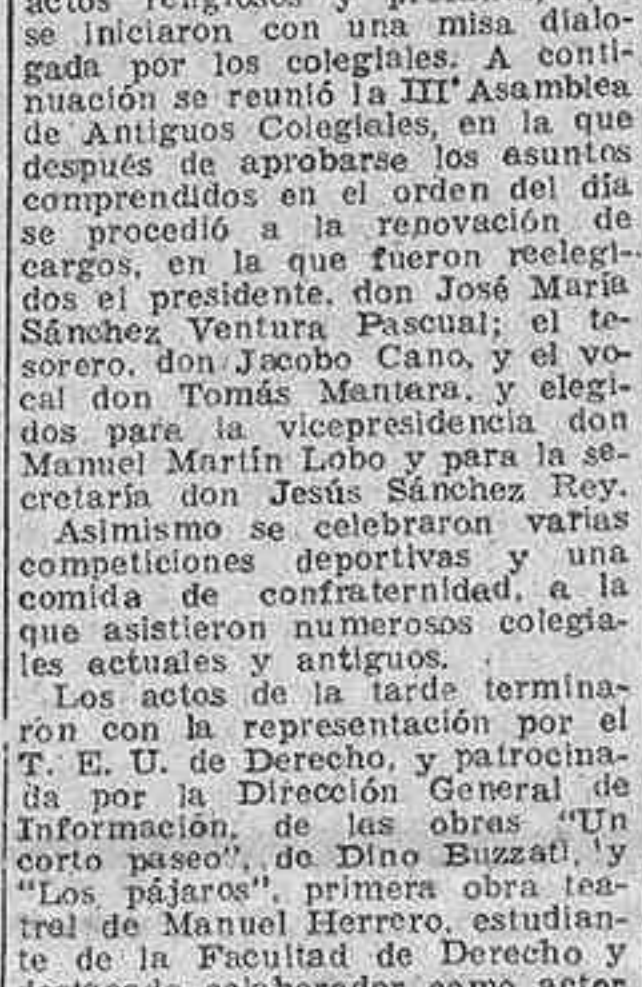 actos religiosos y
se iniciaron con una misa dialo-
gada por los colegiales. A conti-
nuación se reunió la IIIª Asamblea
de Antiguos Colegiales, en la que
después de aprobarse los asuntos
comprendidos en el orden del día
se procedió a la renovación de
cargos, en la que fueron reelegi-
dos el presidente, don José María
Sánchez Ventura Pascual; el te-
sorero, don Jacobo Cano, y el vo-
cal don Tomás Mantara, y elegi-
dos para la vicepresidencia don
Manuel Martín Lobo y para la se-
cretaría don Jesús Sánchez Rey.
Asimismo se celebraron varias
competiciones deportivas y una
comida de confraternidad, a la
que asistieron numerosos colegia-
les actuales y antiguos.
Los actos de la tarde termina-
ron con la representación por el
T. E. U. de Derecho, y patrocina-
da por la Dirección General de
Información, de las obras "Un
corto paseo", de Dino Buzzati, y
"Los pájaros", primera obra tea-
tral de Manuel Herrero, estudian-
te de la Facultad de Derecho y
destacado colaborador como actor